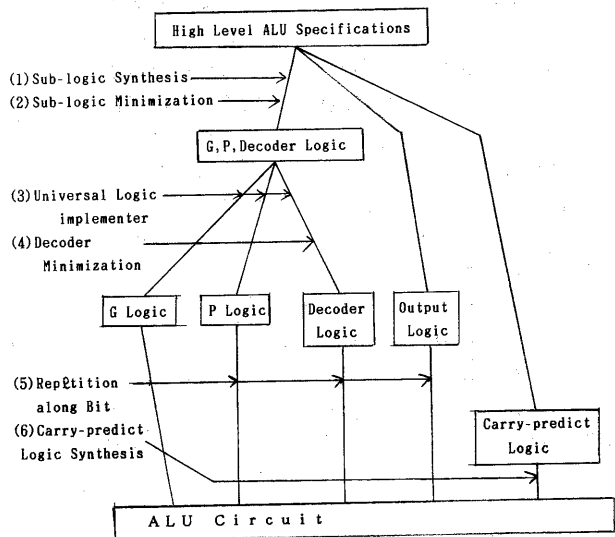 High Level ALU Specifications
(1)Sub-logic Synthesis
(2)Sub-logic Minimization
G,P,Decoder Logic
(3)Universal Logic
implementer
(4)Decoder
Minimization
G Logic
P Logic
Decoder
Logic
Output
Logic
(5)Repetition
along Bit
(6)Carry-predict
Logic Synthesis
Carry-predict
Logic
ALU Circuit